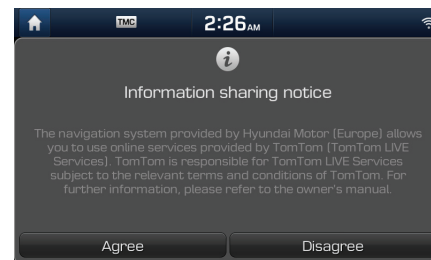 TMC 2:26AM
Information sharing notice
The navigation system provided by Hyundai Motor (Europe) allows
you to use online services provided by TomTom (TomTom LIVE
Services). TomTom is responsible for TomTom LIVE Services
subject to the relevant terms and conditions of TomTom. For
further information, please refer to the owner's manual.
Agree Disagree